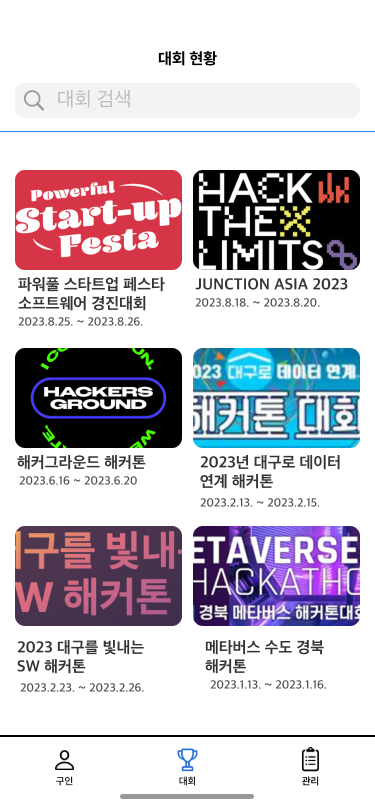 대회 현황
대회 검색
Powerful
Start-up
Festa
HACK
THE
LIMITS
파워풀 스타트업 페스타
소프트웨어 경진대회
2023.8.25. ~ 2023.8.26.
JUNCTION ASIA 2023
2023.8.18. ~ 2023.8.20.
HACKERS
GROUND
023 대구로 데이터 연계
해커톤 대회
해커그라운드 해커톤
2023.6.16 ~ 2023.6.20
2023년 대구로 데이터
연계 해커톤
2023.2.13. ~ 2023.2.15.
대구를 빛내
SW 해커톤
METAVERSE
HACKATHO
경북 메타버스 해커톤대회
2023 대구를 빛내는
SW 해커톤
2023.2.23. ~ 2023.2.26.
메타버스 수도 경북
해커톤
2023.1.13. ~ 2023.1.16.
구인
대회
관리